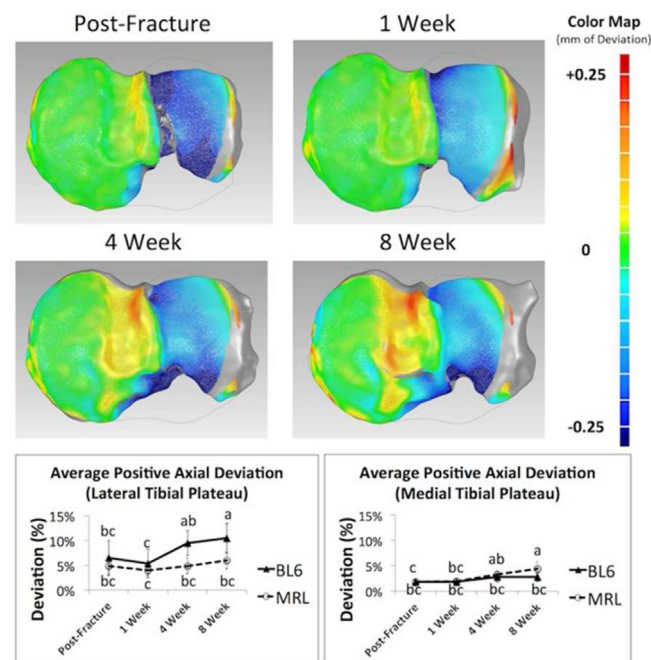 Post-Fracture
1 Week
Color Map
(mm of Deviation)
+0.25
0
-0.25
4 Week
8 Week
Average Positive Axial Deviation
(Lateral Tibial Plateau)
Deviation (%)
15%
10%
5%
0%
bc
c
ab
a
bc
c
bc
bc
BL6
MRL
Post-Fracture
1 Week
4 Week
8 Week
Average Positive Axial Deviation
(Medial Tibial Plateau)
Deviation (%)
15%
10%
5%
0%
c
bc
ab
a
bc
bc
bc
bc
BL6
MRL
Post-Fracture
1 Week
4 Week
8 Week